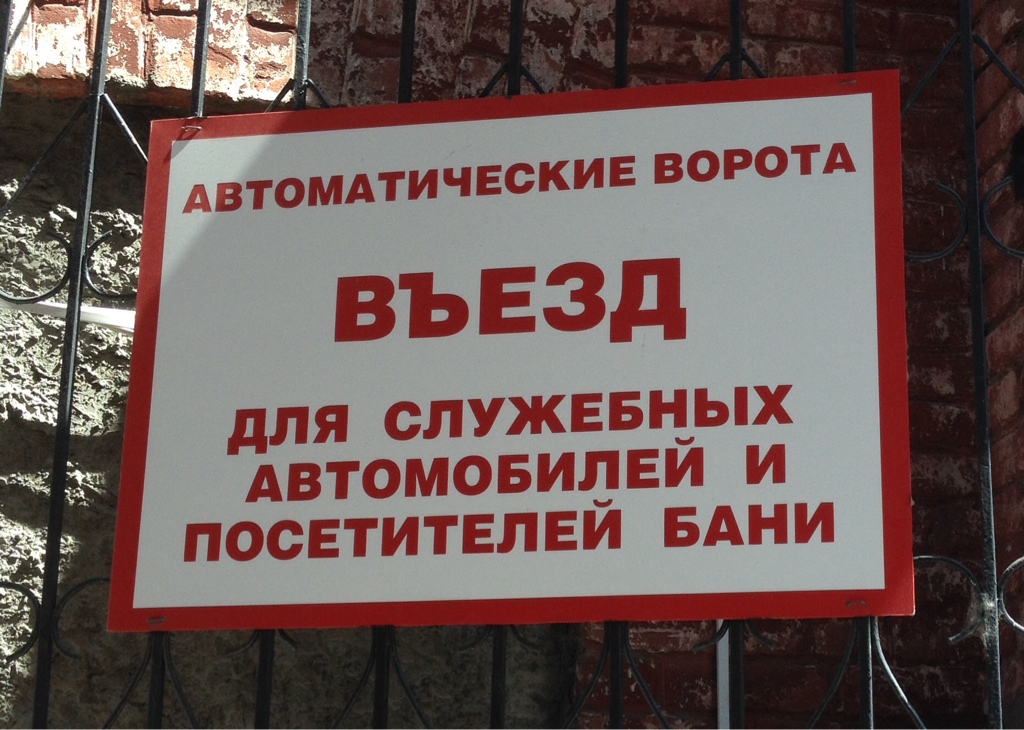 АВТОМАТИЧЕСКИЕ ВОРОТА
ВЪЕЗД
ДЛЯ СЛУЖЕБНЫХ
АВТОМОБИЛЕЙ И
ПОСЕТИТЕЛЕЙ БАНИ